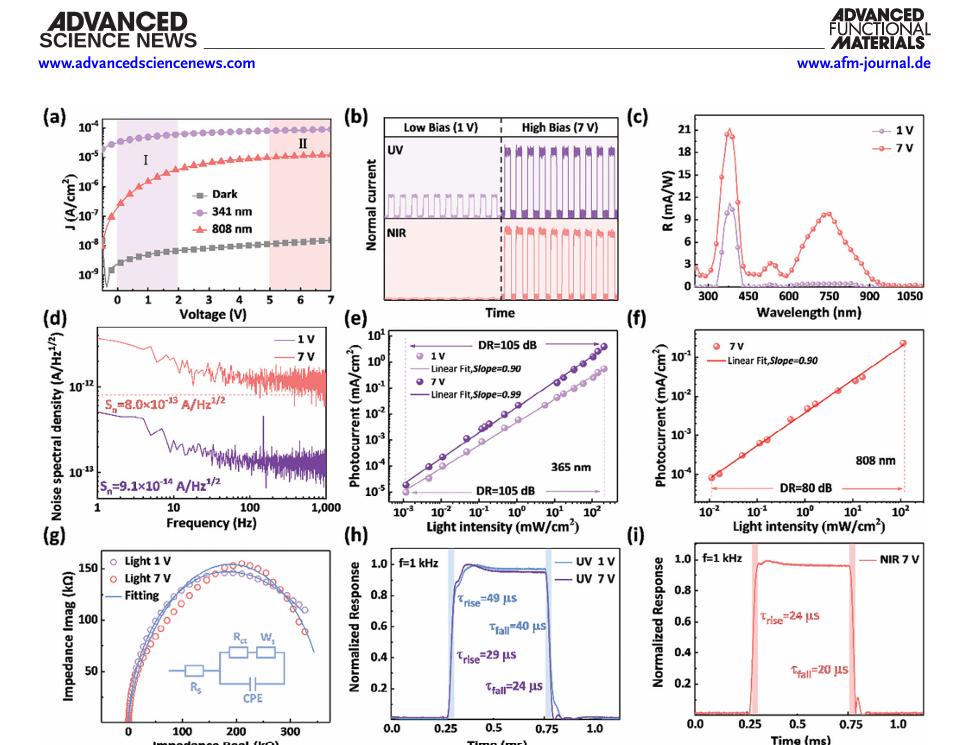 ADVANCED
SCIENCE NEWS
www.advancedsciencenews.com
ADVANCED
FUNCTIONAL
MATERIALS
www.afm-journal.de
(a)
10⁻⁴
10⁻⁵
10⁻⁶
10⁻⁷
10⁻⁸
10⁻⁹
J (A/cm²)
I
II
Dark
341 nm
808 nm
0 1 2 3 4 5 6 7
Voltage (V)
(b)
Low Bias (1 V) High Bias (7 V)
UV
NIR
Normal current
Time
(c)
21
18
15
12
9
6
3
0
R (mA/W)
1 V
7 V
300 450 600 750 900 1050
Wavelength (nm)
(d)
Noise spectral density (A/Hz¹/²)
10⁻¹²
10⁻¹³
1 V
7 V
Sn=8.0×10⁻¹³ A/Hz¹/²
Sn=9.1×10⁻¹⁴ A/Hz¹/²
1 10 100 1,000
Frequency (Hz)
(e)
10¹
10⁰
10⁻¹
10⁻²
10⁻³
10⁻⁴
10⁻⁵
Photocurrent (mA/cm²)
DR=105 dB
1 V
Linear Fit,Slope=0.90
7 V
Linear Fit,Slope=0.99
365 nm
DR=105 dB
10⁻³ 10⁻² 10⁻¹ 10⁰ 10¹ 10²
Light intensity (mW/cm²)
(f)
10⁻¹
10⁻²
10⁻³
10⁻⁴
Photocurrent (mA/cm²)
7 V
Linear Fit,Slope=0.90
808 nm
DR=80 dB
10⁻² 10⁻¹ 10⁰ 10¹ 10²
Light intensity (mW/cm²)
(g)
150
100
50
Impedance Imag (kΩ)
Light 1 V
Light 7 V
Fitting
Rct Ws
Rs
CPE
0 100 200 300
Impedance Real (kΩ)
(h)
1.0
0.8
0.6
0.4
0.2
Normalized Response
f=1 kHz
UV 1 V
UV 7 V
τrise=49 μs
τfall=40 μs
τrise=29 μs
τfall=24 μs
0.0 0.25 0.5 0.75 1.0
Time (ms)
(i)
1.0
0.8
0.6
0.4
0.2
Normalized Response
f=1 kHz
NIR 7 V
τrise=24 μs
τfall=20 μs
0.0 0.25 0.5 0.75 1.0
Time (ms)